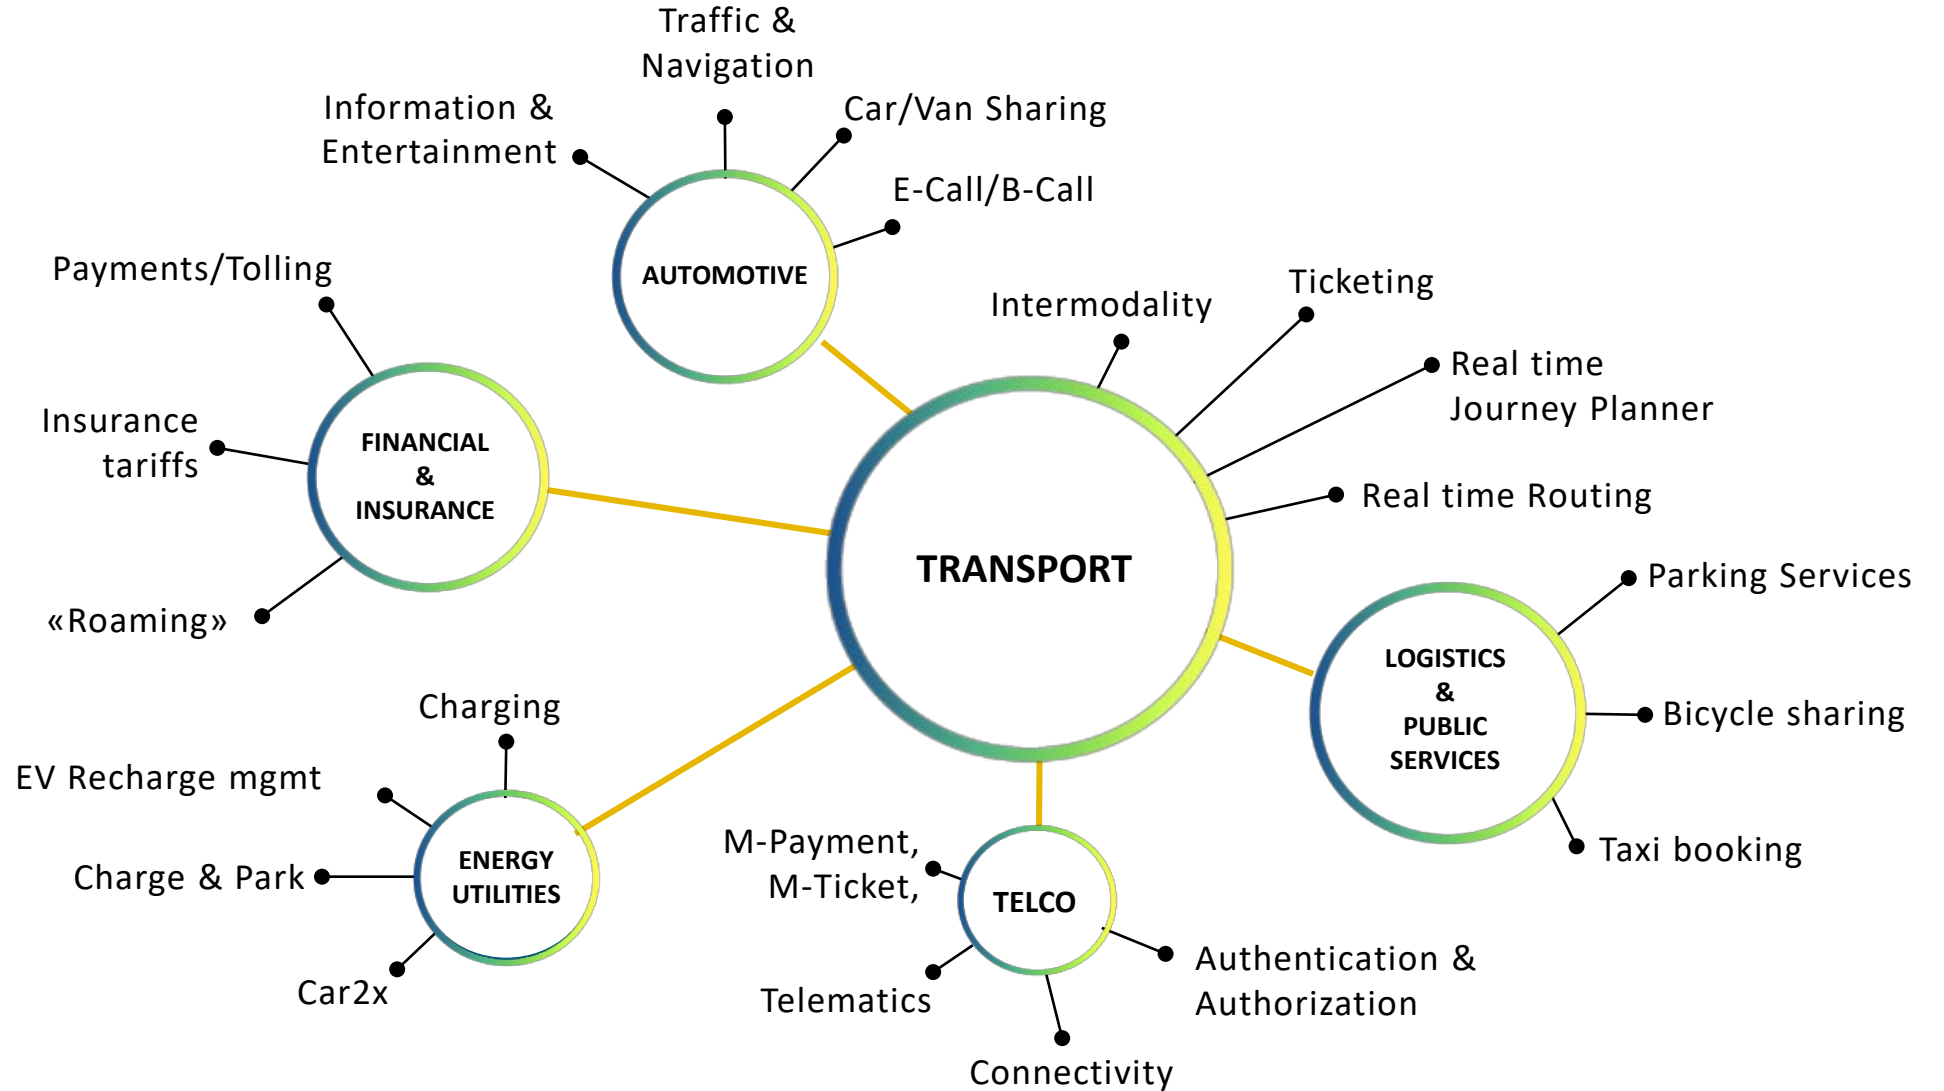 Traffic &
Navigation
Information &
Entertainment
Car/Van Sharing
E-Call/B-Call
AUTOMOTIVE
Payments/Tolling
Insurance
tariffs
FINANCIAL
&
INSURANCE
«Roaming»
Intermodality
Ticketing
Real time
Journey Planner
Real time Routing
TRANSPORT
Parking Services
LOGISTICS
&
PUBLIC
SERVICES
Bicycle sharing
Taxi booking
Charging
EV Recharge mgmt
Charge & Park
ENERGY
UTILITIES
Car2x
M-Payment,
M-Ticket,
TELCO
Telematics
Authentication &
Authorization
Connectivity